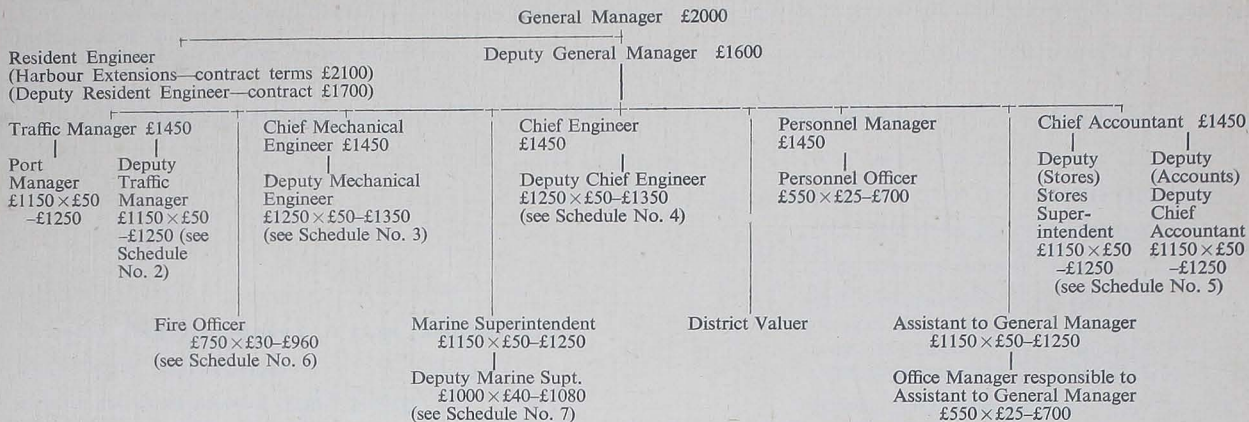 General Manager £2000
Resident Engineer
(Harbour Extensions—contract terms £2100)
(Deputy Resident Engineer—contract £1700)
Deputy General Manager £1600
Traffic Manager £1450
Port
Manager
£1150×£50
–£1250
Deputy
Traffic
Manager
£1150×£50
–£1250 (see
Schedule
No. 2)
Chief Mechanical
Engineer £1450
Deputy Mechanical
Engineer
£1250×£50–£1350
(see Schedule No. 3)
Chief Engineer
£1450
Deputy Chief Engineer
£1250×£50–£1350
(see Schedule No. 4)
Personnel Manager
£1450
Personnel Officer
£550×£25–£700
Chief Accountant £1450
Deputy
(Stores)
Stores
Super-
intendent
£1150×£50
–£1250
Deputy
(Accounts)
Deputy
Chief
Accountant
£1150×£50
–£1250
(see Schedule No. 5)
Fire Officer
£750×£30–£960
(see Schedule No. 6)
Marine Superintendent
£1150×£50–£1250
Deputy Marine Supt.
£1000×£40–£1080
(see Schedule No. 7)
District Valuer
Assistant to General Manager
£1150×£50–£1250
Office Manager responsible to
Assistant to General Manager
£550×£25–£700